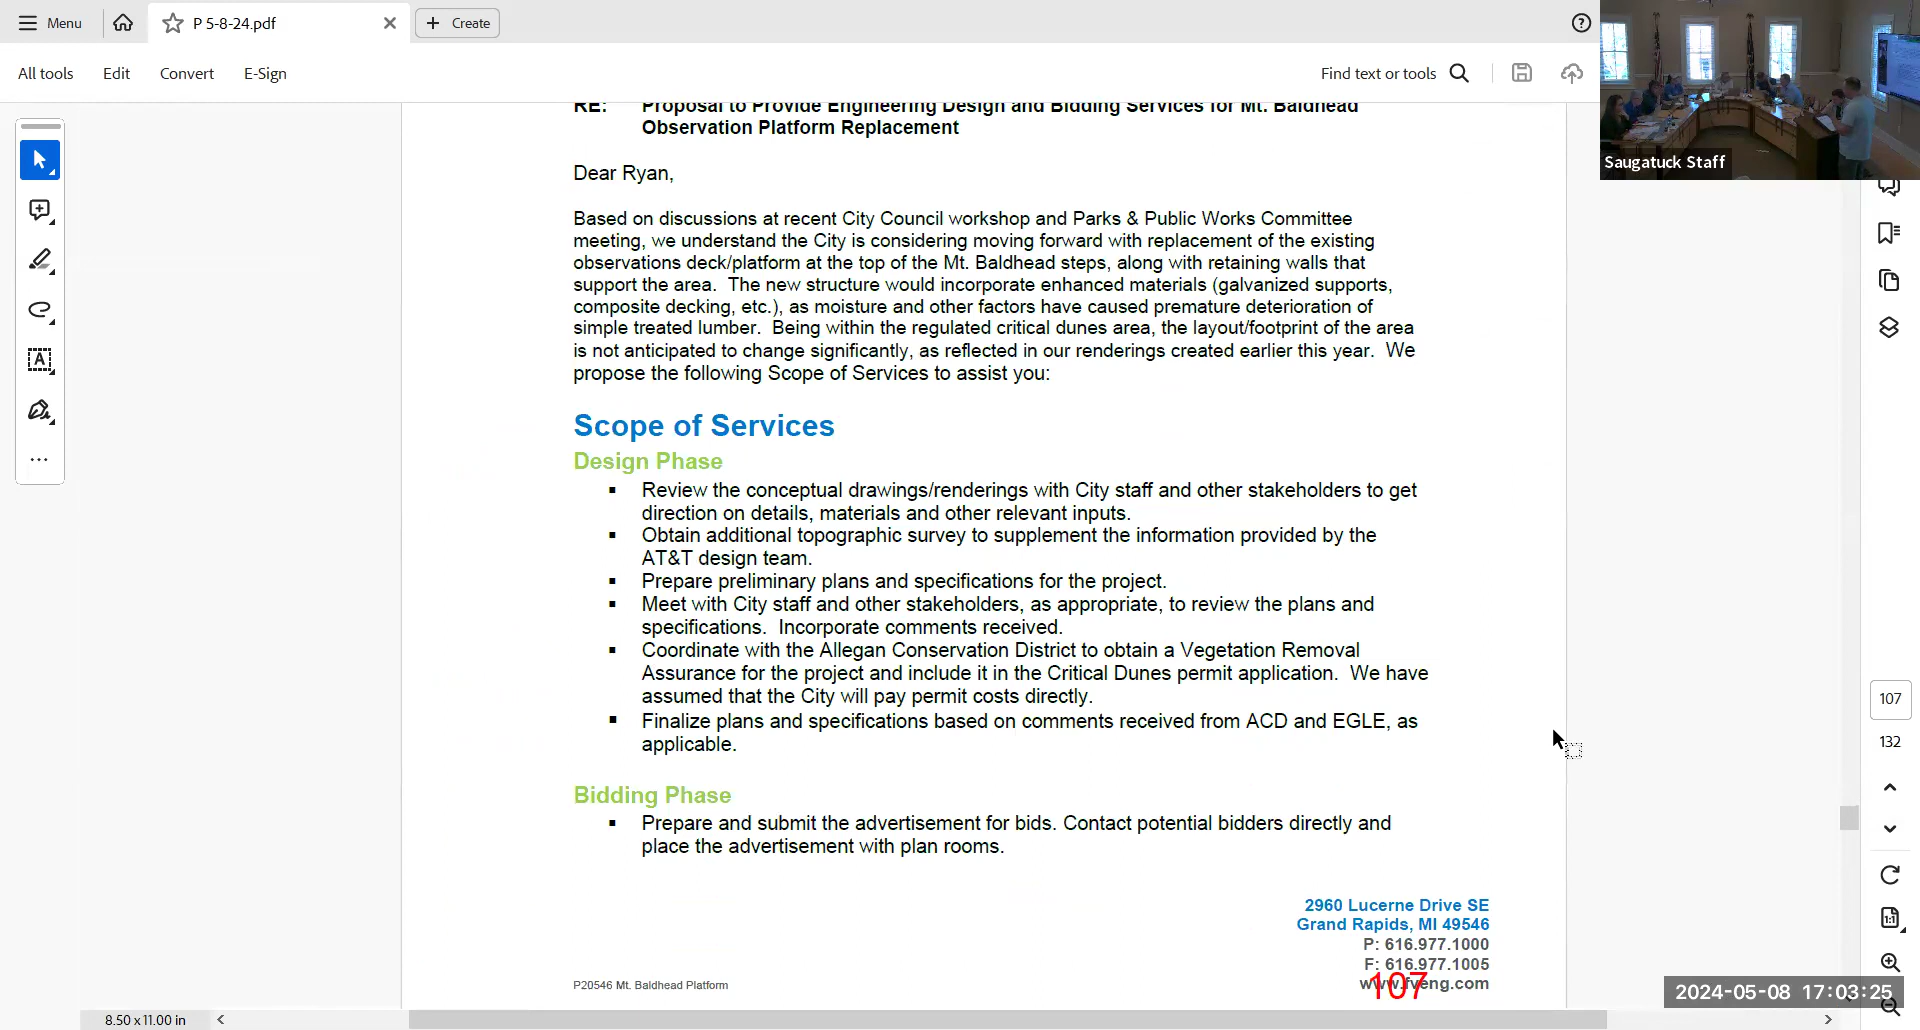 Menu
P 5-8-24.pdf
Create
All tools
Edit
Convert
E-Sign
Find text or tools
Saugatuck Staff
RE: Proposal to Provide Engineering Design and Bidding Services for Mt. Baldhead
Observation Platform Replacement
Dear Ryan,
Based on discussions at recent City Council workshop and Parks & Public Works Committee
meeting, we understand the City is considering moving forward with replacement of the existing
observations deck/platform at the top of the Mt. Baldhead steps, along with retaining walls that
support the area. The new structure would incorporate enhanced materials (galvanized supports,
composite decking, etc.), as moisture and other factors have caused premature deterioration of
simple treated lumber. Being within the regulated critical dunes area, the layout/footprint of the area
is not anticipated to change significantly, as reflected in our renderings created earlier this year. We
propose the following Scope of Services to assist you:
Scope of Services
Design Phase
▪ Review the conceptual drawings/renderings with City staff and other stakeholders to get
direction on details, materials and other relevant inputs.
▪ Obtain additional topographic survey to supplement the information provided by the
AT&T design team.
▪ Prepare preliminary plans and specifications for the project.
▪ Meet with City staff and other stakeholders, as appropriate, to review the plans and
specifications. Incorporate comments received.
▪ Coordinate with the Allegan Conservation District to obtain a Vegetation Removal
Assurance for the project and include it in the Critical Dunes permit application. We have
assumed that the City will pay permit costs directly.
▪ Finalize plans and specifications based on comments received from ACD and EGLE, as
applicable.
Bidding Phase
▪ Prepare and submit the advertisement for bids. Contact potential bidders directly and
place the advertisement with plan rooms.
2960 Lucerne Drive SE
Grand Rapids, MI 49546
P: 616.977.1000
F: 616.977.1005
www.fveng.com
107
P20546 Mt. Baldhead Platform
107
132
8.50 x 11.00 in
2024-05-08 17:03:25